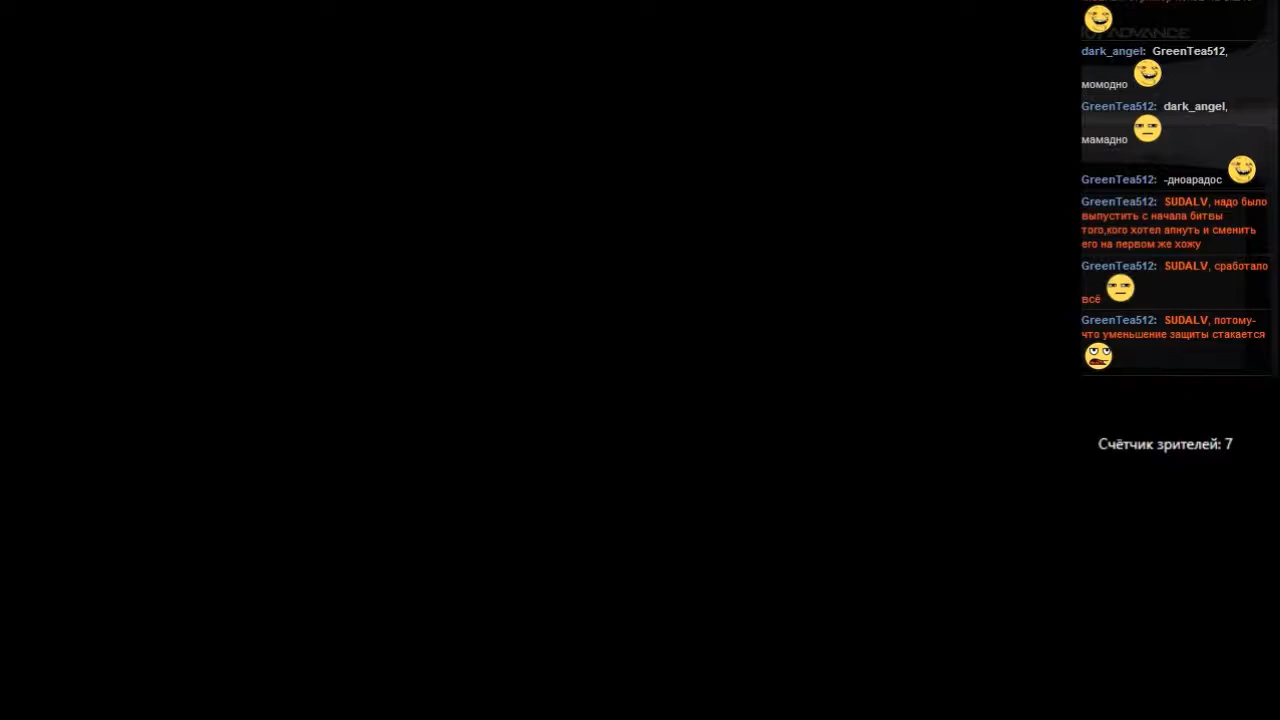 ADVANCE
dark_angel: GreenTea512,
момодно
GreenTea512: dark_angel,
мамадно
GreenTea512: -дноарадос
GreenTea512: SUDALV, надо было
выпустить с начала битвы
того,кого хотел апнуть и сменить
его на первом же хожу
GreenTea512: SUDALV, сработало
всё
GreenTea512: SUDALV, потому-
что уменьшение защиты стакается
Счётчик зрителей: 7